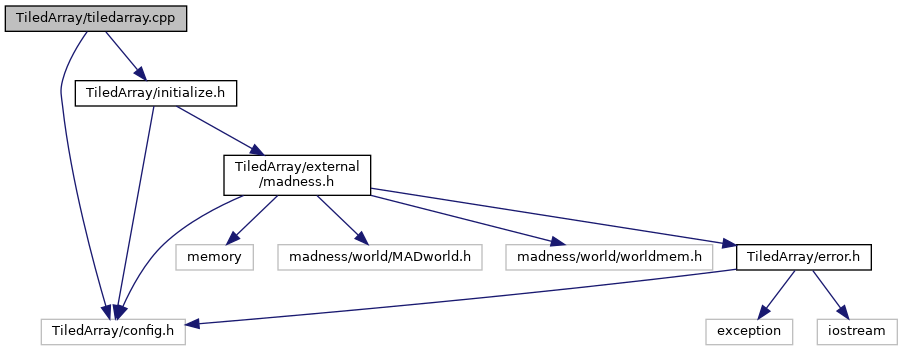 TiledArray/tiledarray.cpp
TiledArray/initialize.h
TiledArray/external
/madness.h
memory
madness/world/MADworld.h
madness/world/worldmem.h
TiledArray/error.h
TiledArray/config.h
exception
iostream